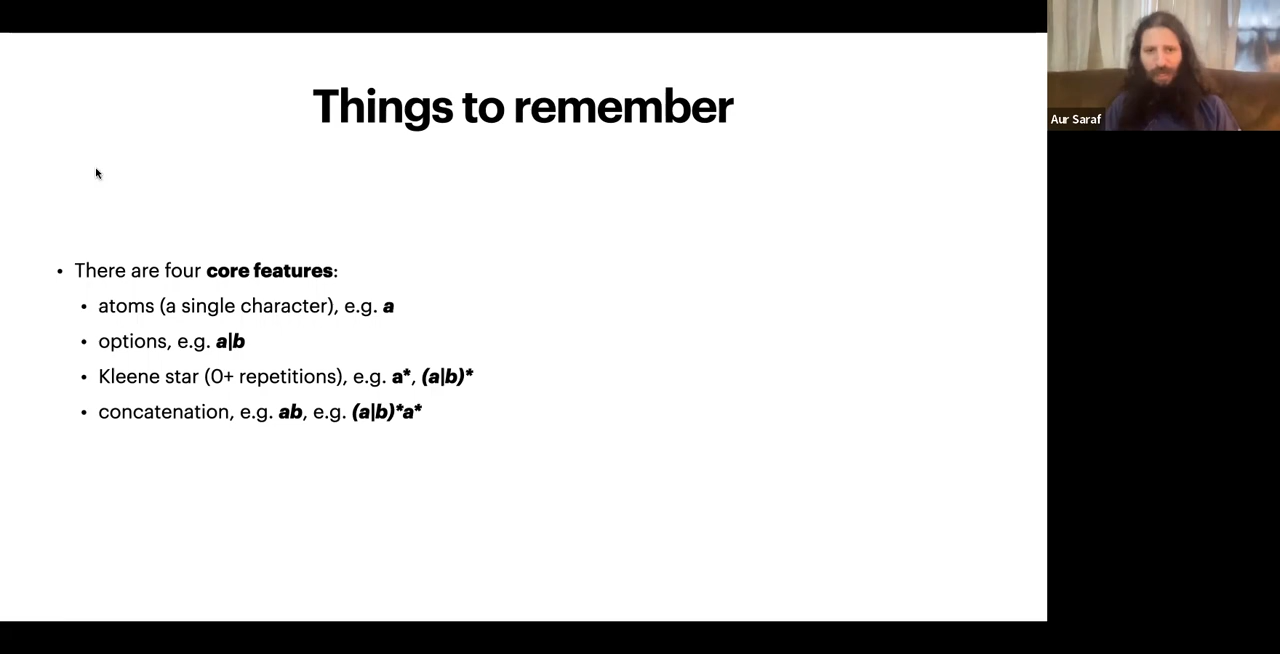 Things to remember
• There are four core features:
• atoms (a single character), e.g. a
• options, e.g. a|b
• Kleene star (0+ repetitions), e.g. a*, (a|b)*
• concatenation, e.g. ab, e.g. (a|b)*a*
Aur Saraf